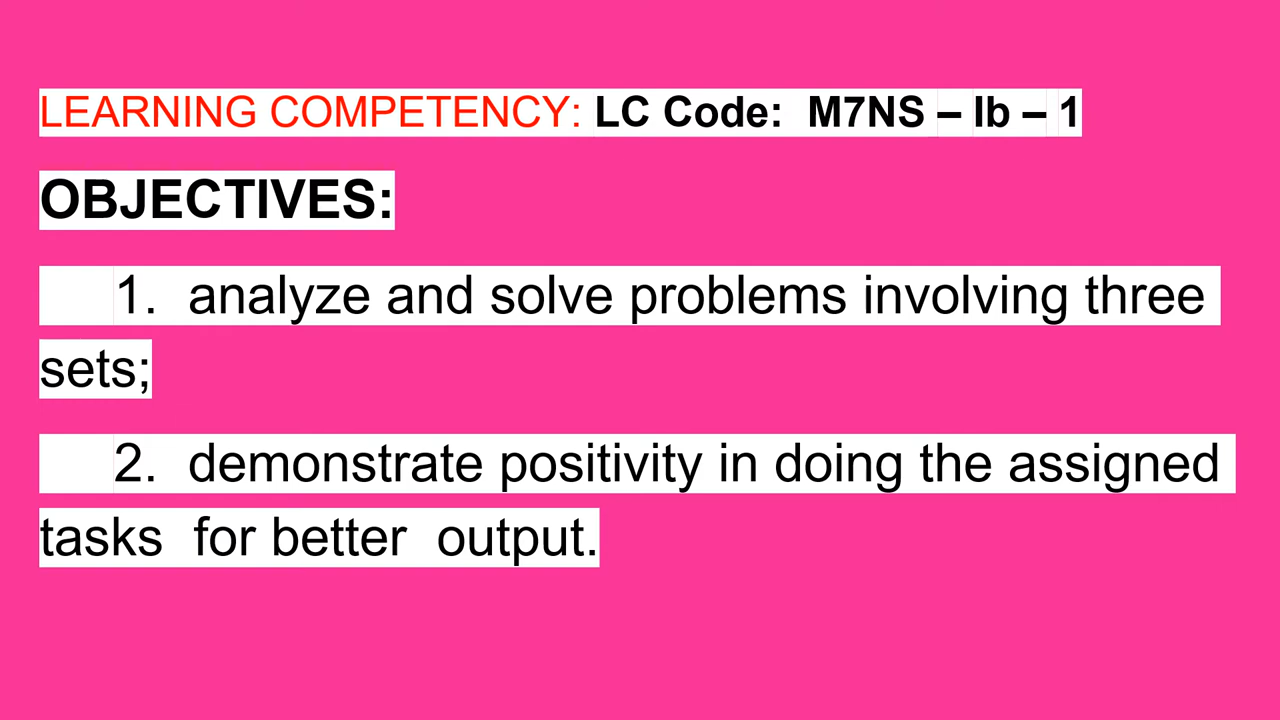 LEARNING COMPETENCY: LC Code:  M7NS – Ib – 1
OBJECTIVES:
1.  analyze and solve problems involving three
sets;
2.  demonstrate positivity in doing the assigned
tasks  for better  output.